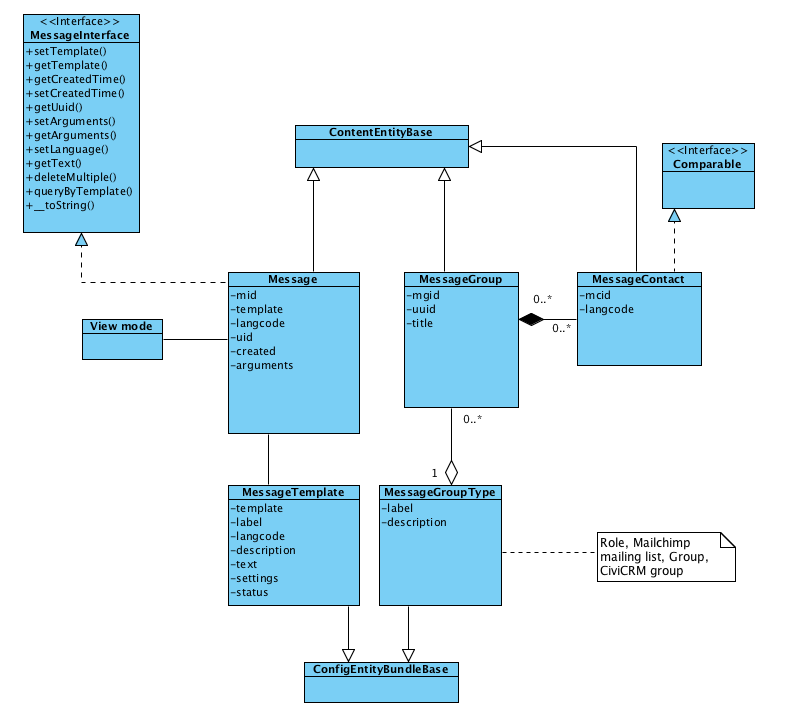 <<Interface>>
MessageInterface
+setTemplate()
+getTemplate()
+getCreatedTime()
+setCreatedTime()
+getUuid()
+setArguments()
+getArguments()
+setLanguage()
+getText()
+deleteMultiple()
+queryByTemplate()
+__toString()
ContentEntityBase
<<Interface>>
Comparable
Message
-mid
-template
-langcode
-uid
-created
-arguments
MessageGroup
-mgid
-uuid
-title
0..*
0..*
MessageContact
-mcid
-langcode
View mode
0..*
1
MessageTemplate
-template
-label
-langcode
-description
-text
-settings
-status
MessageGroupType
-label
-description
Role, Mailchimp
mailing list, Group,
CiviCRM group
ConfigEntityBundleBase